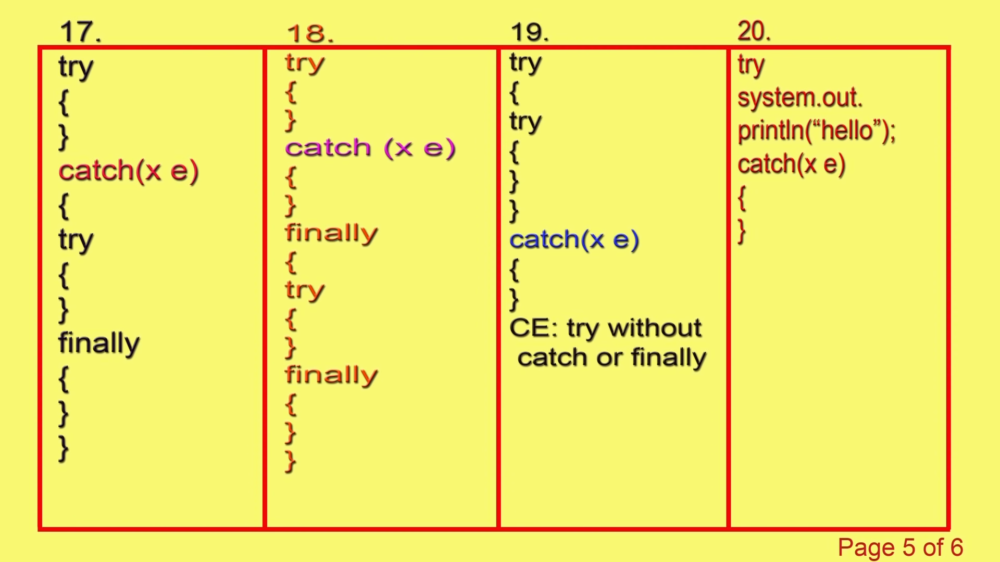 17.
try
{
}
catch(x e)
{
try
{
}
finally
{
}
}
18.
try
{
}
catch (x e)
{
}
finally
{
try
{
}
finally
{
}
}
19.
try
{
try
{
}
}
catch(x e)
{
}
CE: try without
catch or finally
20.
try
system.out.
println(“hello”);
catch(x e)
{
}
Page 5 of 6